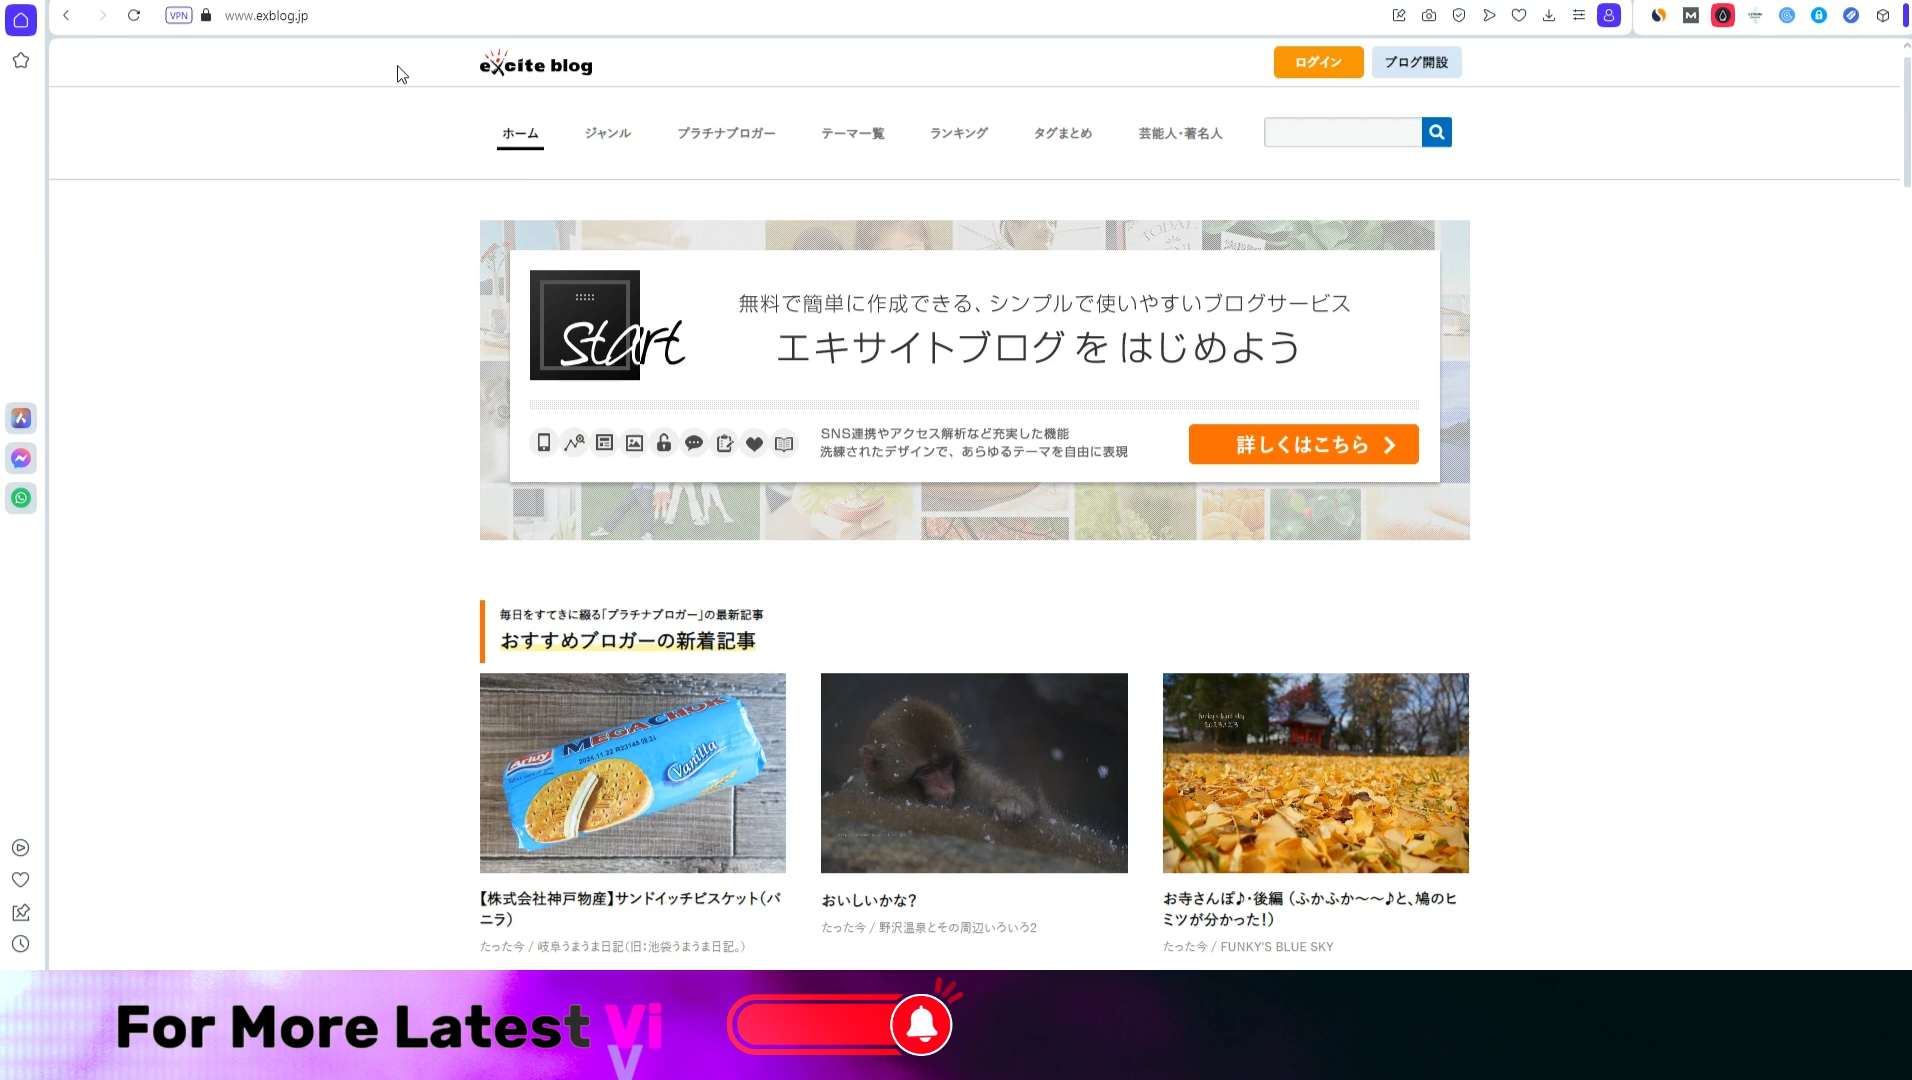 VPN
www.exblog.jp
excite blog
ログイン
ブログ開設
ホーム
ジャンル
プラチナブロガー
テーマ一覧
ランキング
タグまとめ
芸能人・著名人
Start
無料で簡単に作成できる、シンプルで使いやすいブログサービス
エキサイトブログ を はじめよう
SNS連携やアクセス解析など充実した機能
洗練されたデザインで、あらゆるテーマを自由に表現
詳しくはこちら
毎日をすてきに綴る「プラチナブロガー」の最新記事
おすすめブロガーの新着記事
MEGACHOK
Arluy
Vanilla
funky's blue sky
【株式会社神戸物産】サンドイッチビスケット（バ
ニラ）
たった今 / 岐阜うまうま日記（旧：池袋うまうま日記。）
おいしいかな？
たった今 / 野沢温泉とその周辺いろいろ2
お寺さんぽ♪・後編 （ふかふか～～♪と、鳩のヒ
ミツが分かった！）
たった今 / FUNKY'S BLUE SKY
For More Latest Vi